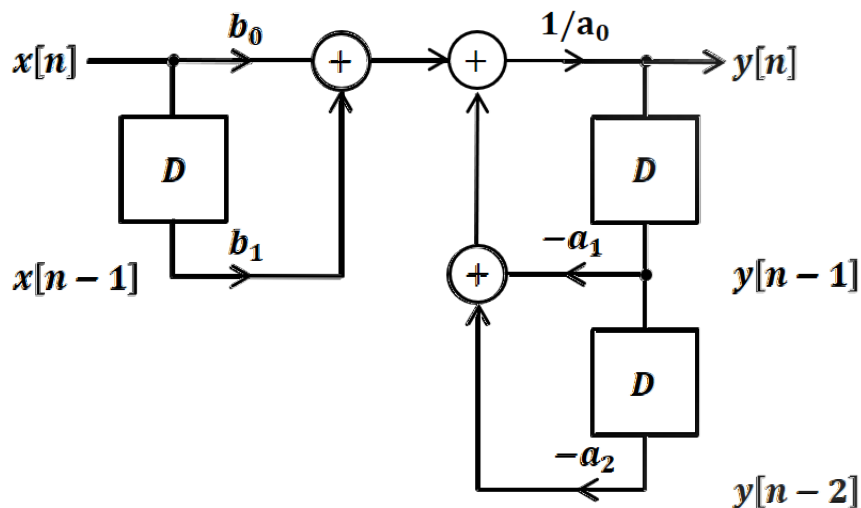 b₀ 1/a₀
x[n] + + y[n]
D D
b₁ −a₁
x[n − 1] + y[n − 1]
D
−a₂
y[n − 2]